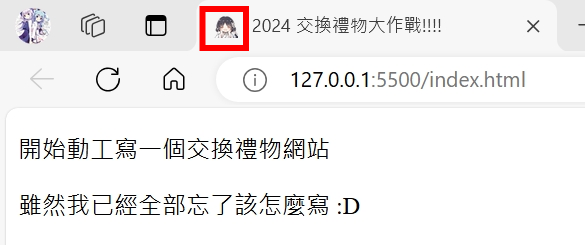 2024 交換禮物大作戰!!!!
127.0.0.1:5500/index.html
開始動工寫一個交換禮物網站
雖然我已經全部忘了該怎麼寫 :D